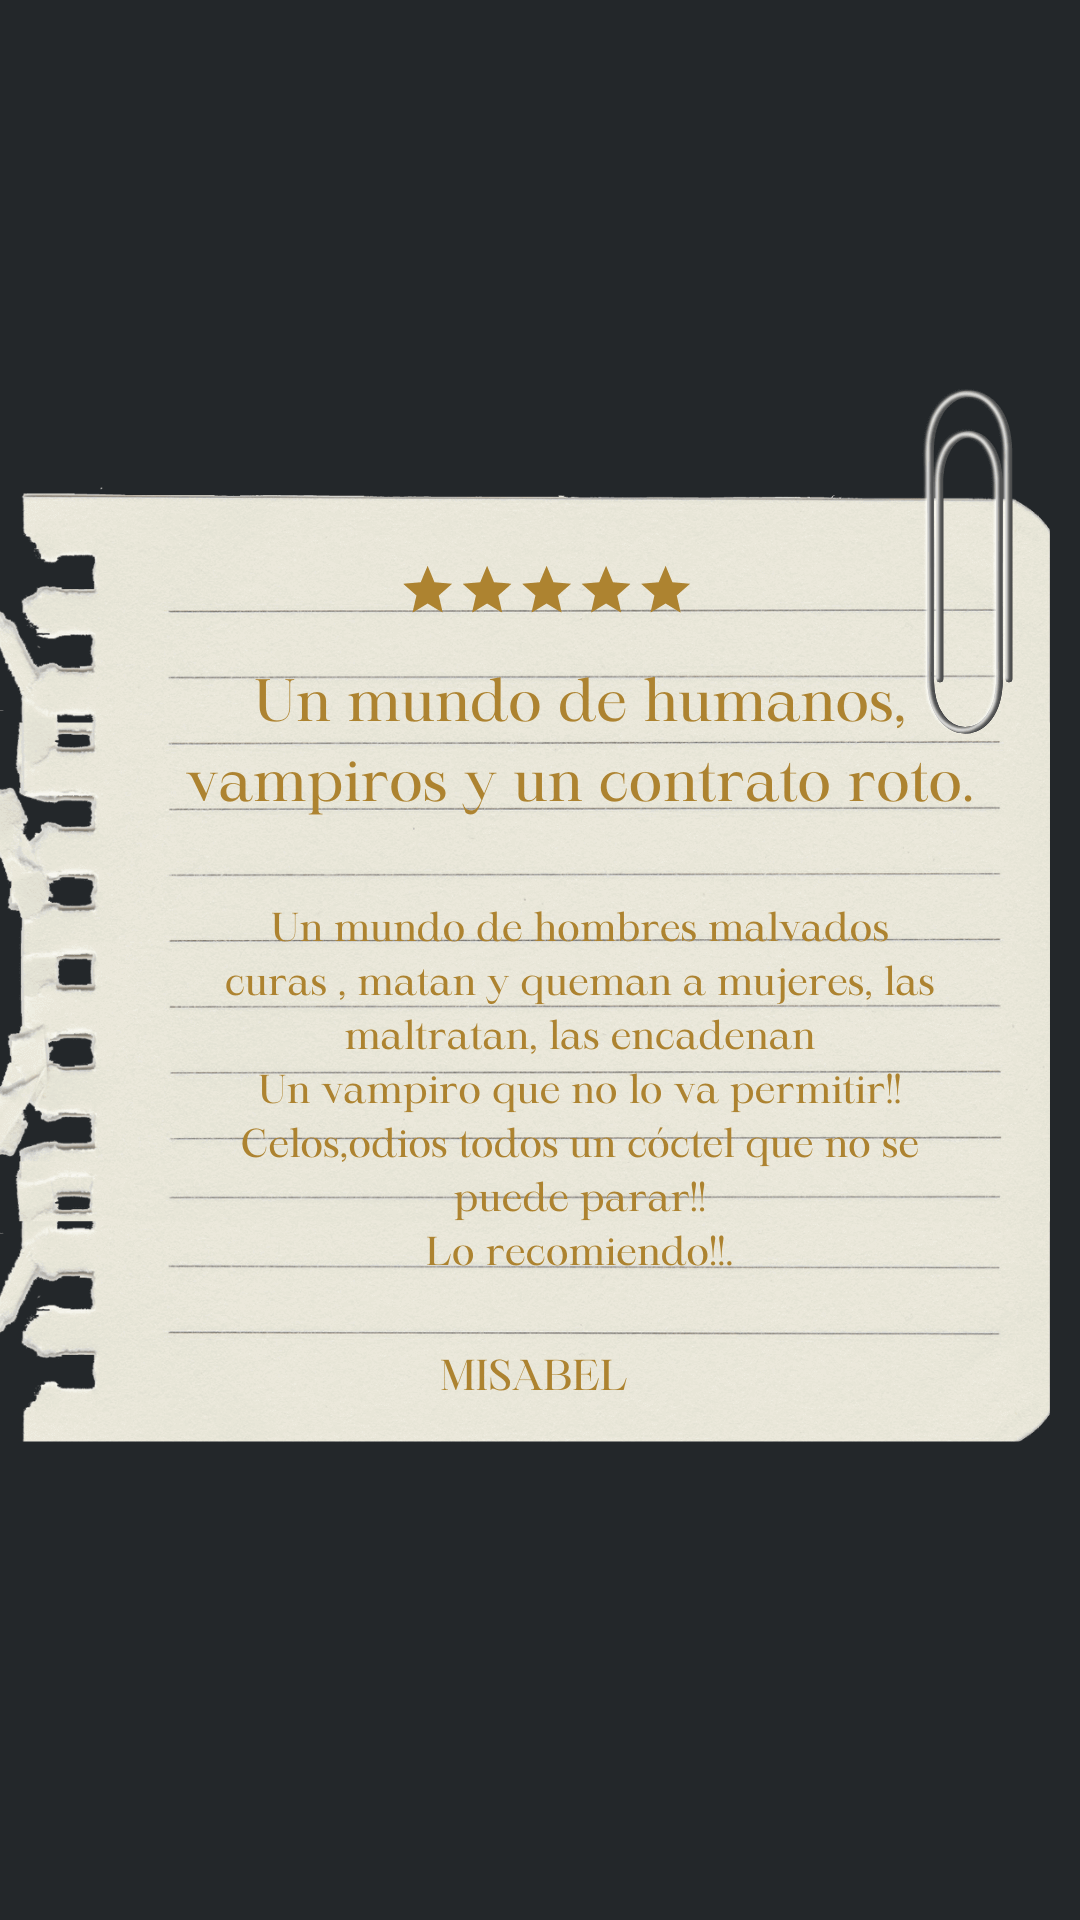 Un mundo de humanos,
vampiros y un contrato roto.
Un mundo de hombres malvados
curas , matan y queman a mujeres, las
maltratan, las encadenan
Un vampiro que no lo va permitir!!
Celos,odios todos un cóctel que no se
puede parar!!
Lo recomiendo!!.
MISABEL